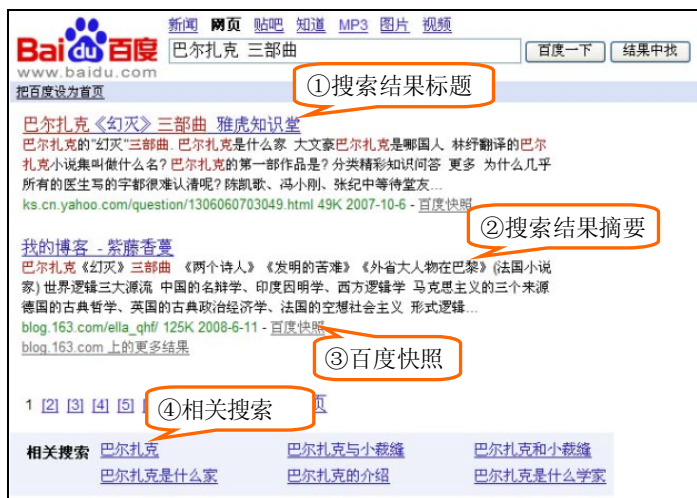 新闻 网页 贴吧 知道 MP3 图片 视频
Bai du 百度
巴尔扎克 三部曲 百度一下 结果中找
www.baidu.com
①搜索结果标题
把百度设为首页
巴尔扎克《幻灭》三部曲 雅虎知识堂
巴尔扎克的"幻灭"三部曲. 巴尔扎克是什么家 大文豪巴尔扎克是哪国人 林纾翻译的巴尔
扎克小说集叫做什么名? 巴尔扎克的第一部作品是? 分类精彩知识问答 更多 为什么几乎
所有的医生写的字都很难认清呢? 陈凯歌、冯小刚、张纪中等待堂友...
ks.cn.yahoo.com/question/1306060703049.html 49K 2007-10-6 - 百度快照
②搜索结果摘要
我的博客 - 紫藤香蔓
巴尔扎克《幻灭》三部曲 《两个诗人》《发明的苦难》《外省大人物在巴黎》(法国小说
家) 世界逻辑三大源流 中国的名辩学、印度因明学、西方逻辑学 马克思主义的三个来源
德国的古典哲学、英国的古典政治经济学、法国的空想社会主义 形式逻辑...
blog.163.com/ella_qhf/ 125K 2008-6-11 - 百度快照
blog.163.com 上的更多结果
③百度快照
1 [2] [3] [4] [5] 页
④相关搜索
相关搜索 巴尔扎克 巴尔扎克与小裁缝 巴尔扎克和小裁缝
巴尔扎克是什么家 巴尔扎克的介绍 巴尔扎克是什么学家